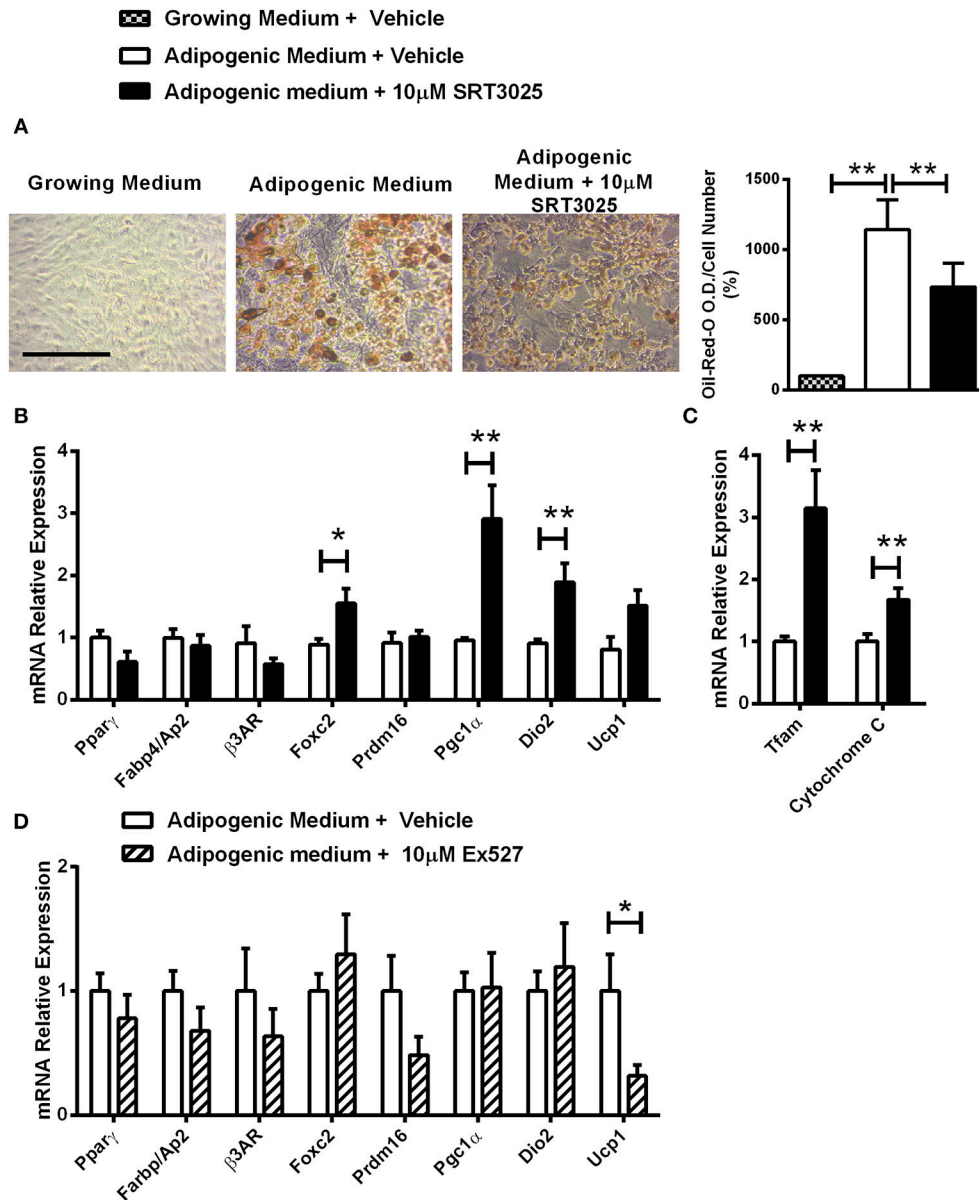 Growing Medium + Vehicle
Adipogenic Medium + Vehicle
Adipogenic medium + 10μM SRT3025
A
Growing Medium
Adipogenic Medium
Adipogenic
Medium + 10μM
SRT3025
Oil-Red-O O.D./Cell Number
(%)
1500
1000
500
0
**
**
B
mRNA Relative Expression
4
3
2
1
0
*
**
**
Pparγ
Fabp4/Ap2
β3AR
Foxc2
Prdm16
Pgc1α
Dio2
Ucp1
C
mRNA Relative Expression
4
3
2
1
0
**
**
Tfam
Cytochrome C
D
Adipogenic Medium + Vehicle
Adipogenic medium + 10μM Ex527
mRNA Relative Expression
2
1
0
*
Pparγ
Farbp/Ap2
β3AR
Foxc2
Prdm16
Pgc1α
Dio2
Ucp1